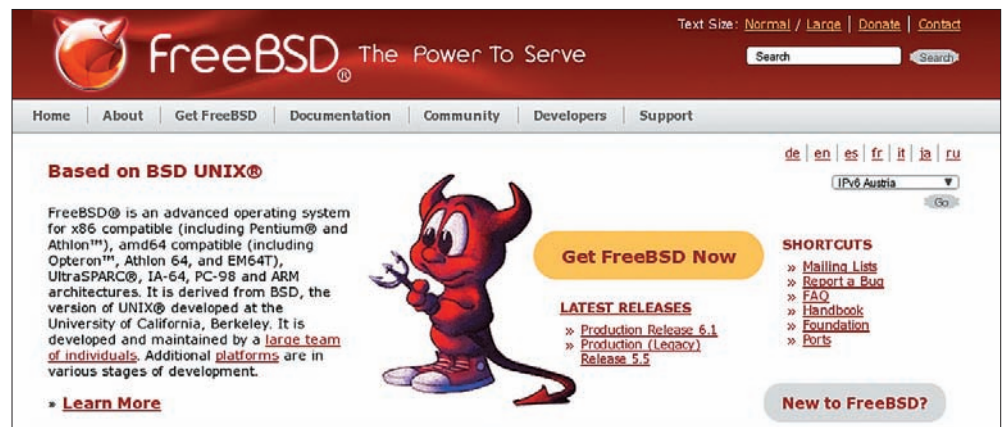 Text Size: Normal / Large | Donate | Contact
FreeBSD® The Power To Serve
Search Search
Home | About | Get FreeBSD | Documentation | Community | Developers | Support
de | en | es | fr | it | ja | ru
IPv6 Austria
Go
Based on BSD UNIX®
FreeBSD® is an advanced operating system
for x86 compatible (including Pentium® and
Athlon™), amd64 compatible (including
Opteron™, Athlon 64, and EM64T),
UltraSPARC®, IA-64, PC-98 and ARM
architectures. It is derived from BSD, the
version of UNIX® developed at the
University of California, Berkeley. It is
developed and maintained by a large team
of individuals. Additional platforms are in
various stages of development.
» Learn More
Get FreeBSD Now
LATEST RELEASES
» Production Release 6.1
» Production (Legacy)
Release 5.5
SHORTCUTS
» Mailing Lists
» Report a Bug
» FAQ
» Handbook
» Foundation
» Ports
New to FreeBSD?